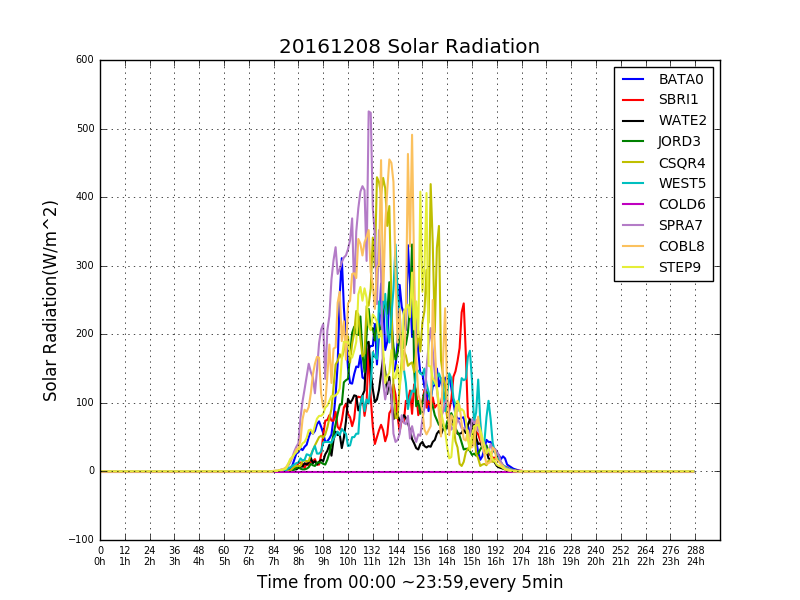 20161208 Solar Radiation
600
500
400
300
200
100
0
−100
Solar Radiation(W/m^2)
BATA0
SBRI1
WATE2
JORD3
CSQR4
WEST5
COLD6
SPRA7
COBL8
STEP9
0 12 24 36 48 60 72 84 96 108 120 132 144 156 168 180 192 204 216 228 240 252 264 276 288
0h 1h 2h 3h 4h 5h 6h 7h 8h 9h 10h 11h 12h 13h 14h 15h 16h 17h 18h 19h 20h 21h 22h 23h 24h
Time from 00:00 ~23:59,every 5min